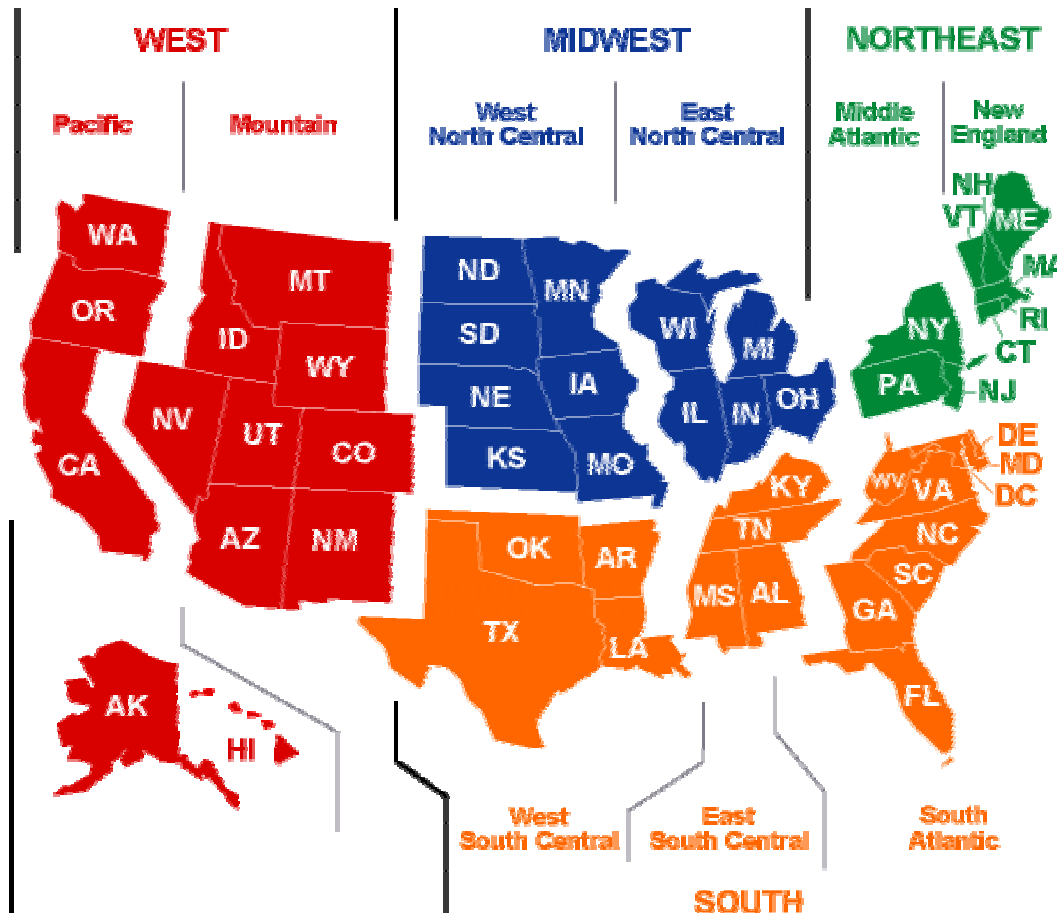 WEST
MIDWEST
NORTHEAST
Pacific
Mountain
West
North Central
East
North Central
Middle
Atlantic
New
England
NH
VT
ME
WA
MT
ND
MN
MA
OR
ID
SD
WI
MI
NY
RI
CT
WY
NE
IA
PA
NJ
NV
UT
CO
IL
IN
OH
CA
KS
MO
DE
MD
DC
KY
WV
VA
AZ
NM
OK
AR
TN
NC
SC
MS
AL
GA
TX
LA
FL
AK
HI
West
South Central
East
South Central
South
Atlantic
SOUTH